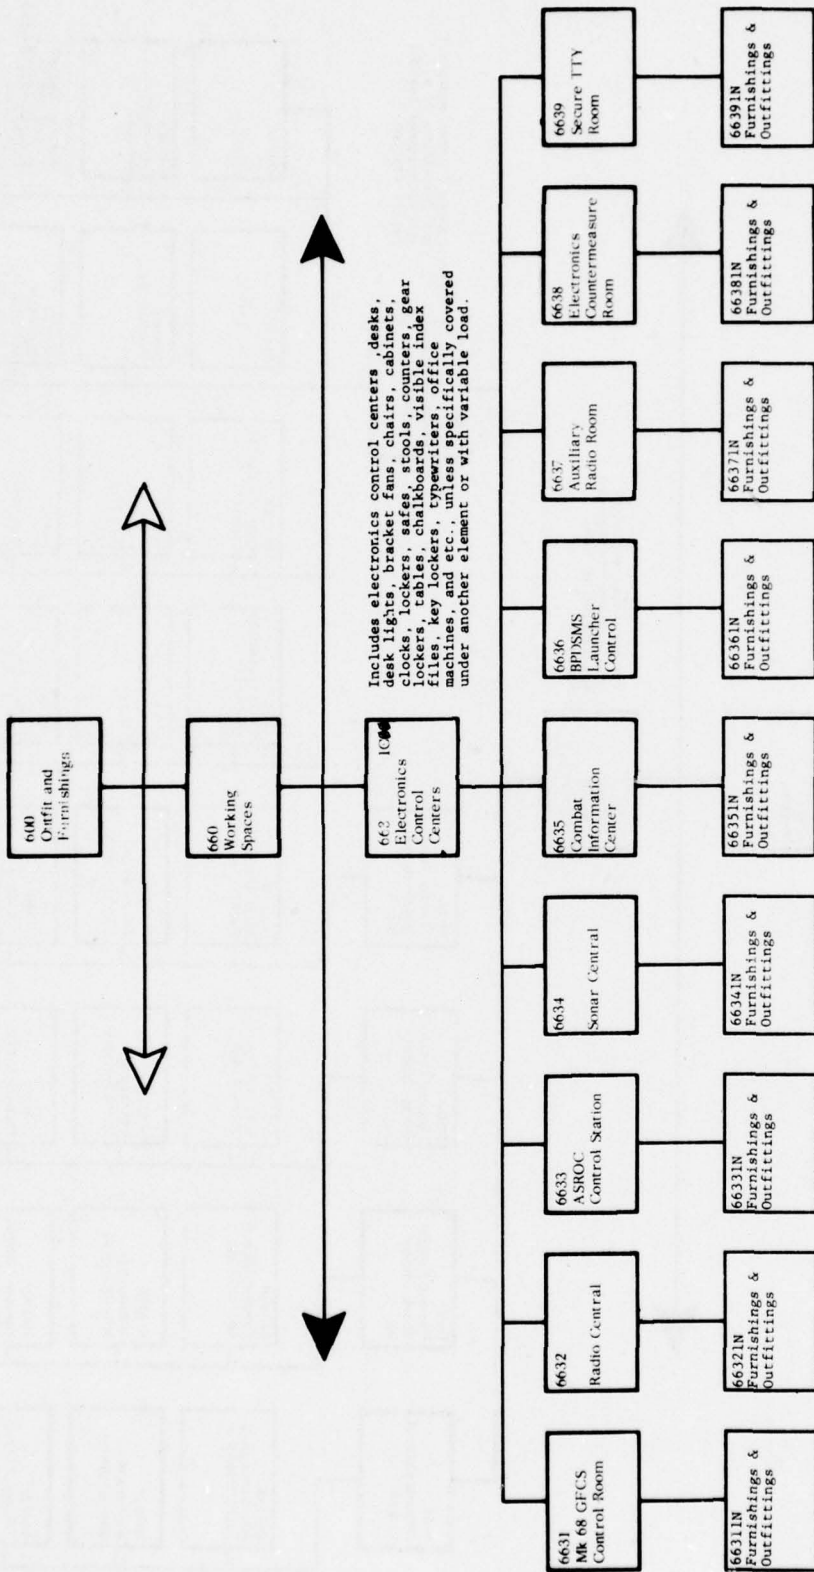 600
Outfit and
Furnishings
660
Working
Spaces
663 1C
Electronics
Control
Centers
Includes electronics control centers ,desks,
desk lights, bracket fans, chairs, cabinets,
clocks, lockers, safes, stools, counters, gear
lockers, tables, chalkboards, visible index
files, key lockers, typewriters, office
machines, and etc., unless specifically covered
under another element or with variable load.
6631
Mk 68 GFCS
Control Room
6632
Radio Central
6633
ASROC
Control Station
6634
Sonar Central
6635
Combat
Information
Center
6636
BPDSMS
Launcher
Control
6637
Auxiliary
Radio Room
6638
Electronics
Countermeasure
Room
6639
Secure TTY
Room
66311N
Furnishings &
Outfittings
66321N
Furnishings &
Outfittings
66331N
Furnishings &
Outfittings
66341N
Furnishings &
Outfittings
66351N
Furnishings &
Outfittings
66361N
Furnishings &
Outfittings
66371N
Furnishings &
Outfittings
66381N
Furnishings &
Outfittings
66391N
Furnishings &
Outfittings